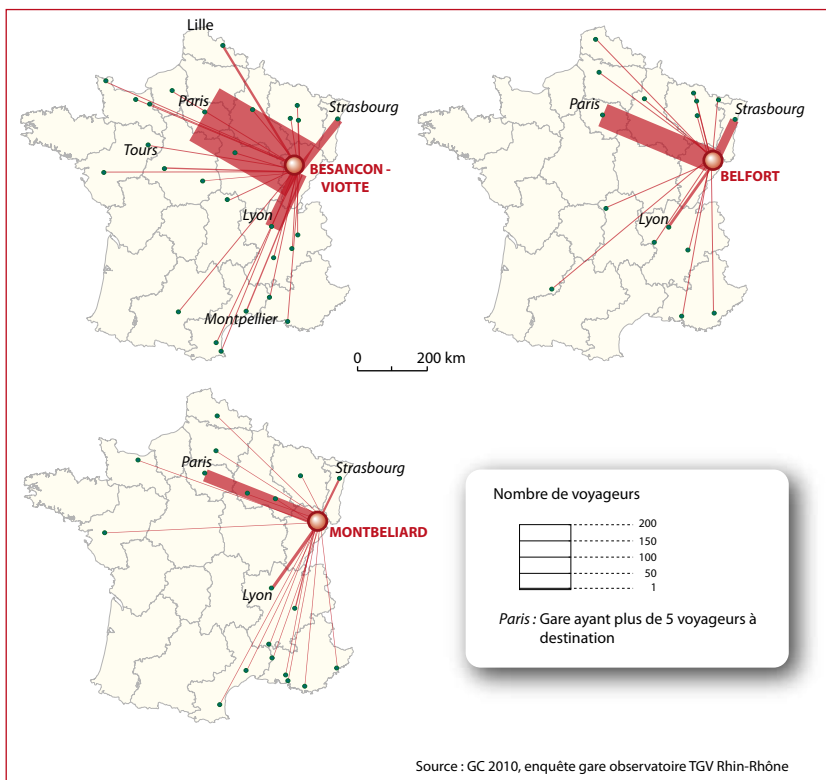 Lille
Paris
Strasbourg
Tours
BESANCON -
VIOTTE
Lyon
Montpellier
Paris
Strasbourg
BELFORT
Lyon
0 200 km
Paris
Strasbourg
MONTBELIARD
Lyon
Nombre de voyageurs
200
150
100
50
1
Paris : Gare ayant plus de 5 voyageurs à
destination
Source : GC 2010, enquête gare observatoire TGV Rhin-Rhône